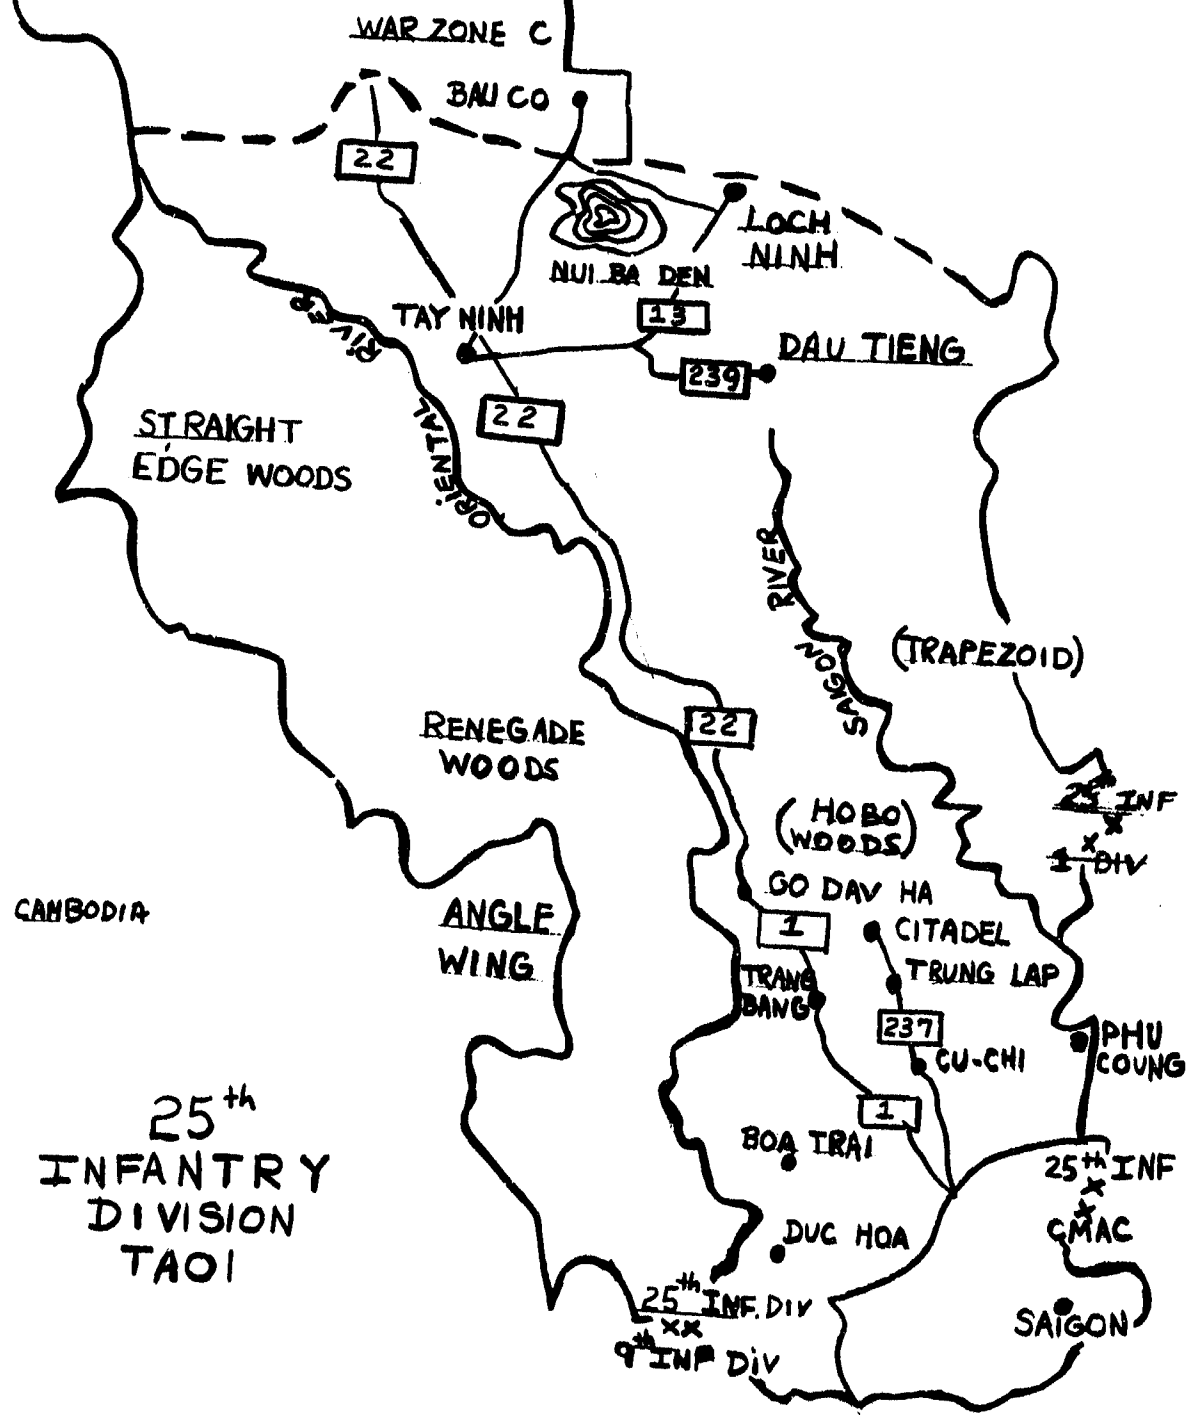 WAR ZONE C
BAU CO
22
LOCH
NINH
NUI BA DEN
TAY NINH
13
DAU TIENG
239
RIVER
ORIENTAL
22
STRAIGHT
EDGE WOODS
RIVER
SAIGON
(TRAPEZOID)
RENEGADE
WOODS
22
25th INF
X
X
1 DIV
(HOBO
WOODS)
GO DAV HA
CAMBODIA
ANGLE
WING
1
CITADEL
TRUNG LAP
TRANG
BANG
237
PHU
COUNG
CU-CHI
1
25th
INFANTRY
DIVISION
TAOI
BOA TRAI
25th INF
X
X
CMAC
DUC HOA
25th INF. DIV
XX
9th INF DIV
SAIGON